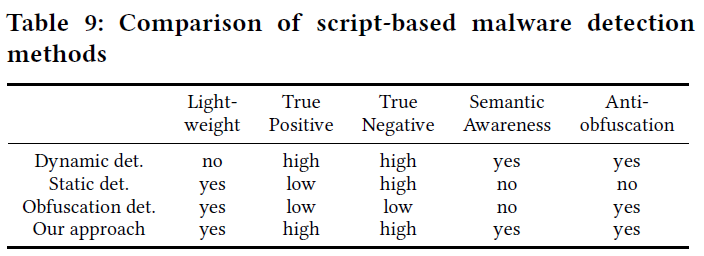 Table 9: Comparison of script-based malware detection
methods
Light- True True Semantic Anti-
weight Positive Negative Awareness obfuscation
Dynamic det. no high high yes yes
Static det. yes low high no no
Obfuscation det. yes low low no yes
Our approach yes high high yes yes